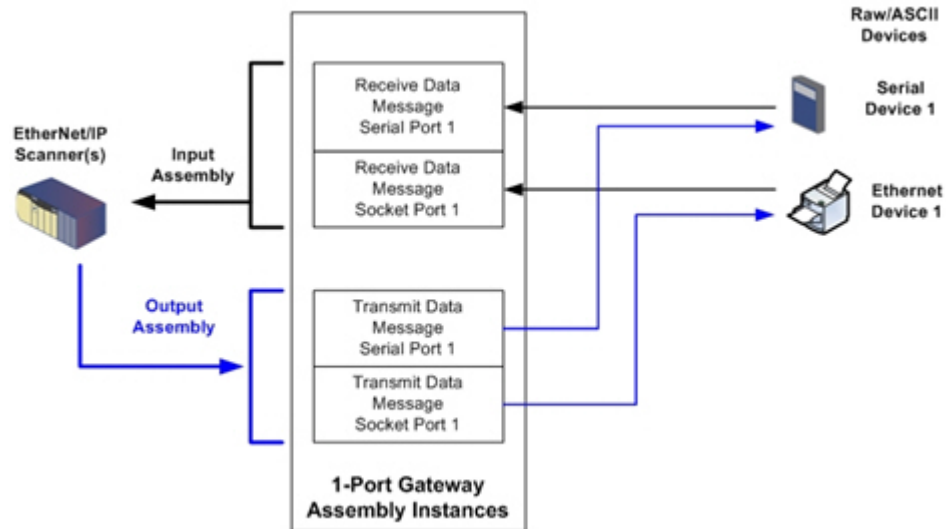 Raw/ASCII
Devices
Receive Data
Message
Serial Port 1
Serial
Device 1
EtherNet/IP
Scanner(s)
Input
Assembly
Receive Data
Message
Socket Port 1
Ethernet
Device 1
Output
Assembly
Transmit Data
Message
Serial Port 1
Transmit Data
Message
Socket Port 1
1-Port Gateway
Assembly Instances